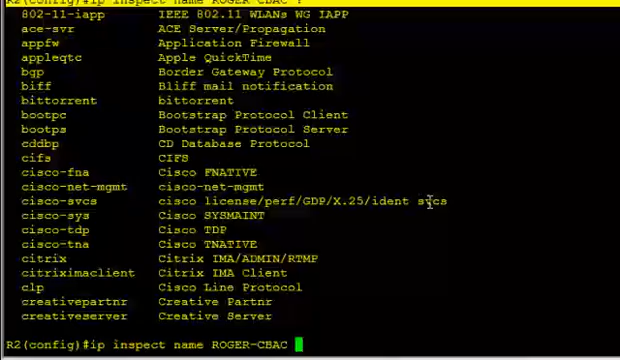 R2(config)#ip inspect name ROGER-CBAC ?
802-11-iapp IEEE 802.11 WLANs WG IAPP
ace-svr ACE Server/Propagation
appfw Application Firewall
appleqtc Apple QuickTime
bgp Border Gateway Protocol
biff Bliff mail notification
bittorrent bittorrent
bootpc Bootstrap Protocol Client
bootps Bootstrap Protocol Server
cddbp CD Database Protocol
cifs CIFS
cisco-fna Cisco FNATIVE
cisco-net-mgmt cisco-net-mgmt
cisco-svcs cisco license/perf/GDP/X.25/ident svcs
cisco-sys Cisco SYSMAINT
cisco-tdp Cisco TDP
cisco-tna Cisco TNATIVE
citrix Citrix IMA/ADMIN/RTMP
citriximaclient Citrix IMA Client
clp Cisco Line Protocol
creativepartnr Creative Partnr
creativeserver Creative Server
R2(config)#ip inspect name ROGER-CBAC